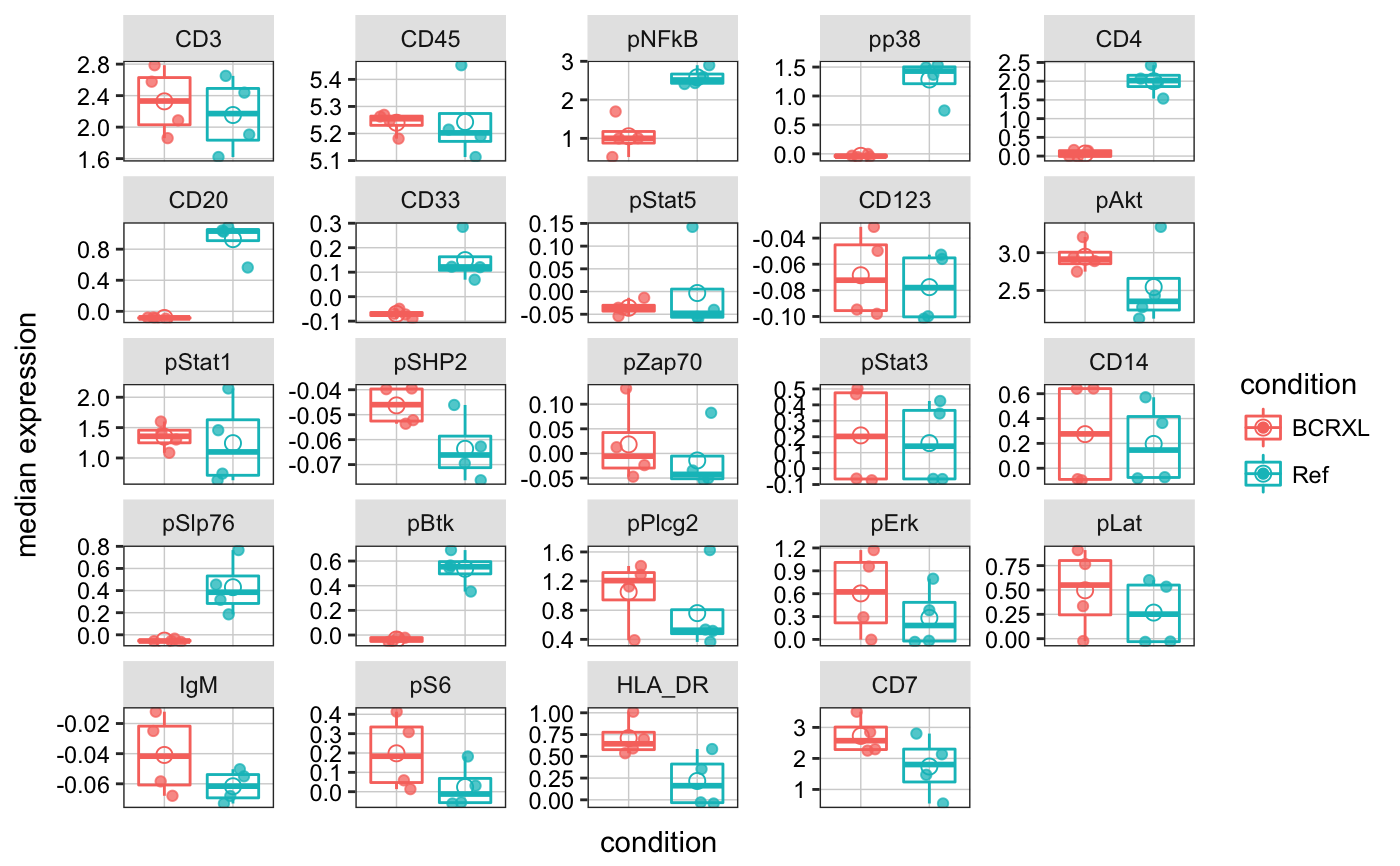 CD3 CD45 pNFkB pp38 CD4
2.8 2.4 2.0 1.6
5.4 5.3 5.2 5.1
3 2 1
1.5 1.0 0.5 0.0
2.5 2.0 1.5 1.0 0.5 0.0
CD20 CD33 pStat5 CD123 pAkt
0.8 0.4 0.0
0.3 0.2 0.1 0.0 -0.1
0.15 0.10 0.05 0.00 -0.05
-0.04 -0.06 -0.08 -0.10
3.0 2.5
pStat1 pSHP2 pZap70 pStat3 CD14
2.0 1.5 1.0
-0.04 -0.05 -0.06 -0.07
0.10 0.05 0.00 -0.05
0.5 0.4 0.3 0.2 0.1 0.0 -0.1
0.6 0.4 0.2 0.0
pSlp76 pBtk pPlcg2 pErk pLat
0.8 0.6 0.4 0.2 0.0
0.6 0.4 0.2 0.0
1.6 1.2 0.8 0.4
1.2 0.9 0.6 0.3 0.0
0.75 0.50 0.25 0.00
IgM pS6 HLA_DR CD7
-0.02 -0.04 -0.06
0.4 0.3 0.2 0.1 0.0
1.00 0.75 0.50 0.25 0.00
3 2 1
median expression
condition
condition
BCRXL
Ref